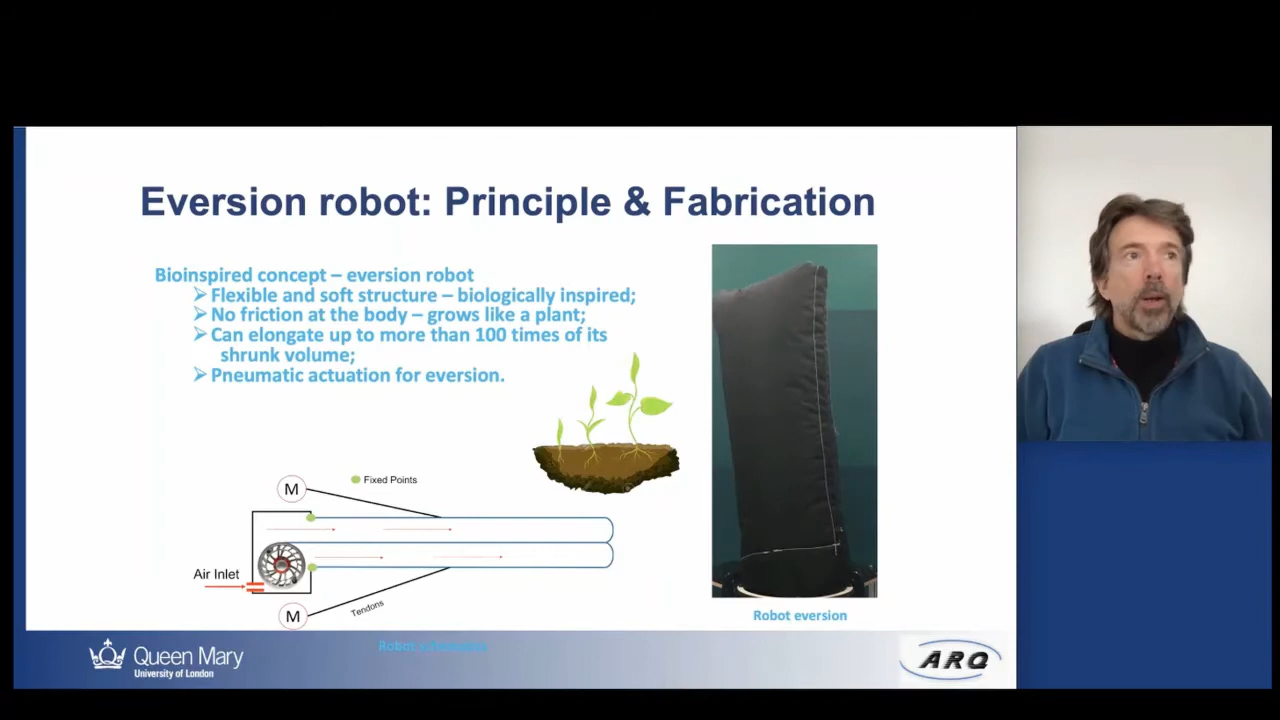 Eversion robot: Principle & Fabrication
Bioinspired concept – eversion robot
Flexible and soft structure – biologically inspired;
No friction at the body – grows like a plant;
Can elongate up to more than 100 times of its
shrunk volume;
Pneumatic actuation for eversion.
M
Fixed Points
Air Inlet
M
Tendons
Robot eversion
Robot
Queen Mary
University of London
ARQ